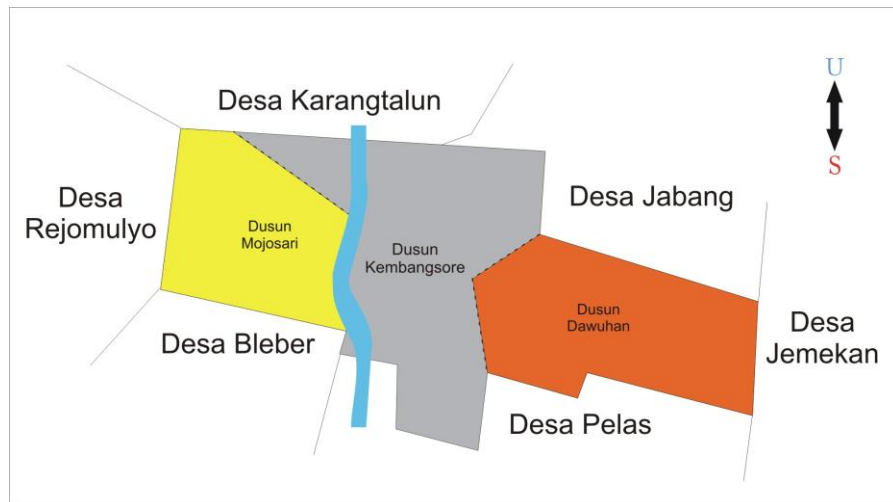 U
S
Desa Karangtalun
Desa
Rejomulyo
Desa Jabang
Dusun
Mojosari
Dusun
Kembangsore
Dusun
Dawuhan
Desa Bleber
Desa
Jemekan
Desa Pelas